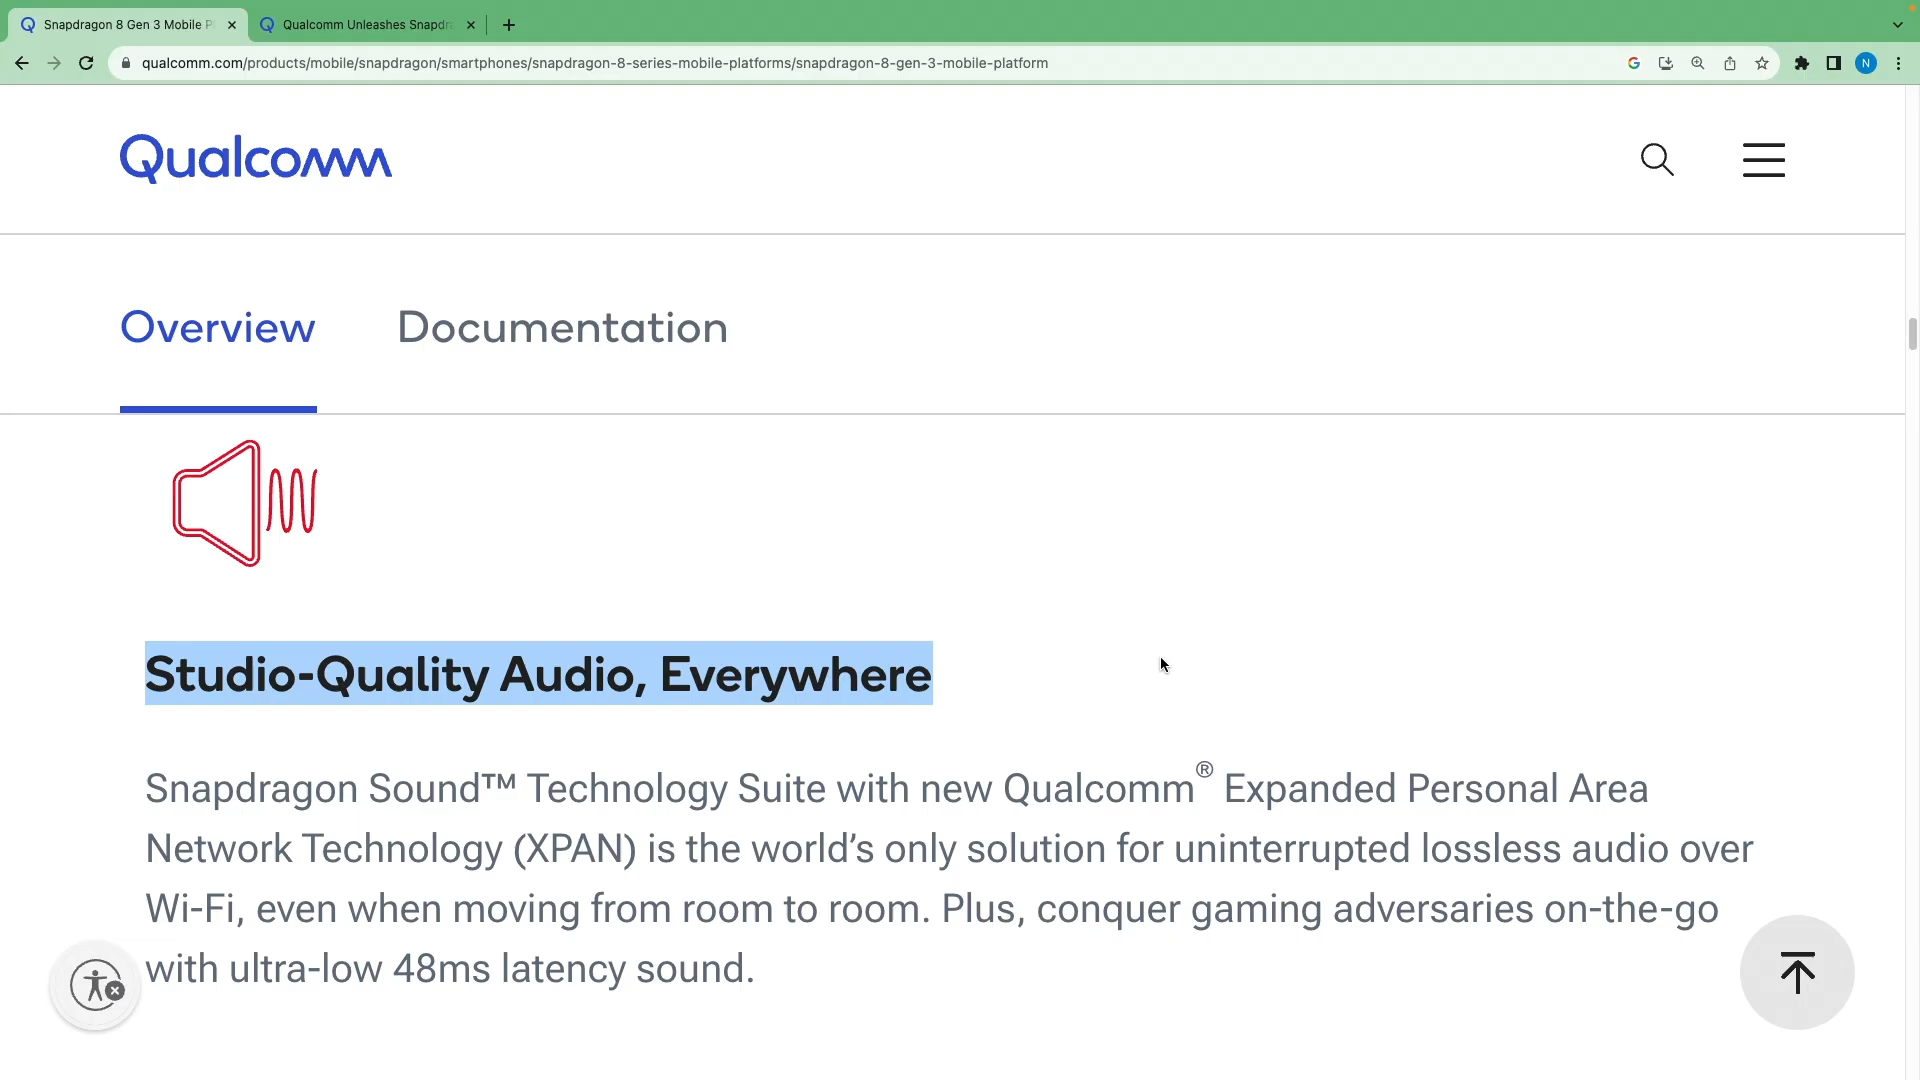 Snapdragon 8 Gen 3 Mobile P
Qualcomm Unleashes Snapdr
qualcomm.com/products/mobile/snapdragon/smartphones/snapdragon-8-series-mobile-platforms/snapdragon-8-gen-3-mobile-platform
N
Qualcomm
Overview Documentation
Studio-Quality Audio, Everywhere
Snapdragon Sound™ Technology Suite with new Qualcomm® Expanded Personal Area
Network Technology (XPAN) is the world’s only solution for uninterrupted lossless audio over
Wi-Fi, even when moving from room to room. Plus, conquer gaming adversaries on-the-go
with ultra-low 48ms latency sound.